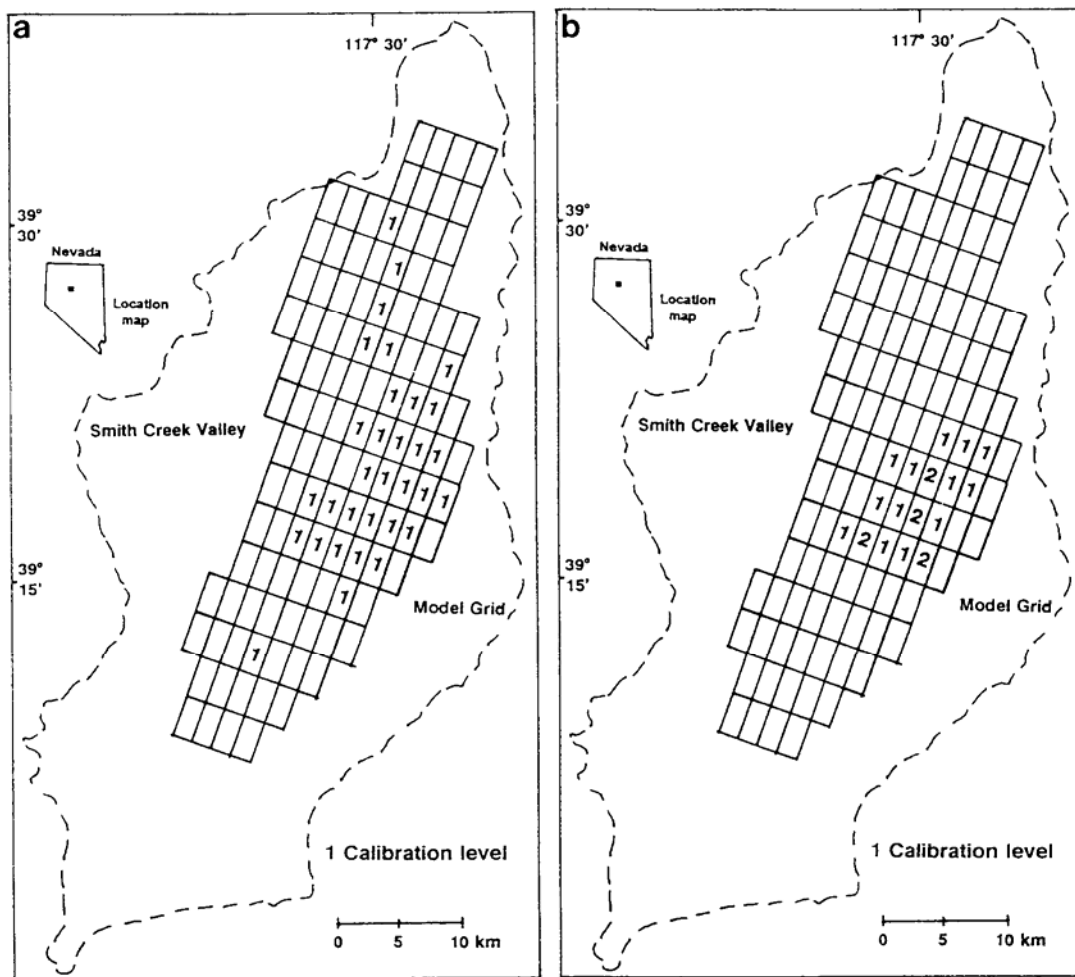 a
117° 30'
39°
30'
Nevada
Location
map
1
1
1
1 1
1
1 1 1
Smith Creek Valley
1 1 1 1 1
1 1 1 1 1
1 1 1 1 1 1
1 1 1 1 1
39°
15'
1
Model Grid
1
1 Calibration level
0 5 10 km
b
117° 30'
39°
30'
Nevada
Location
map
Smith Creek Valley
1 1 1
1 1 2 1 1
1 1 2 1
1 2 1 1 2
39°
15'
Model Grid
1 Calibration level
0 5 10 km